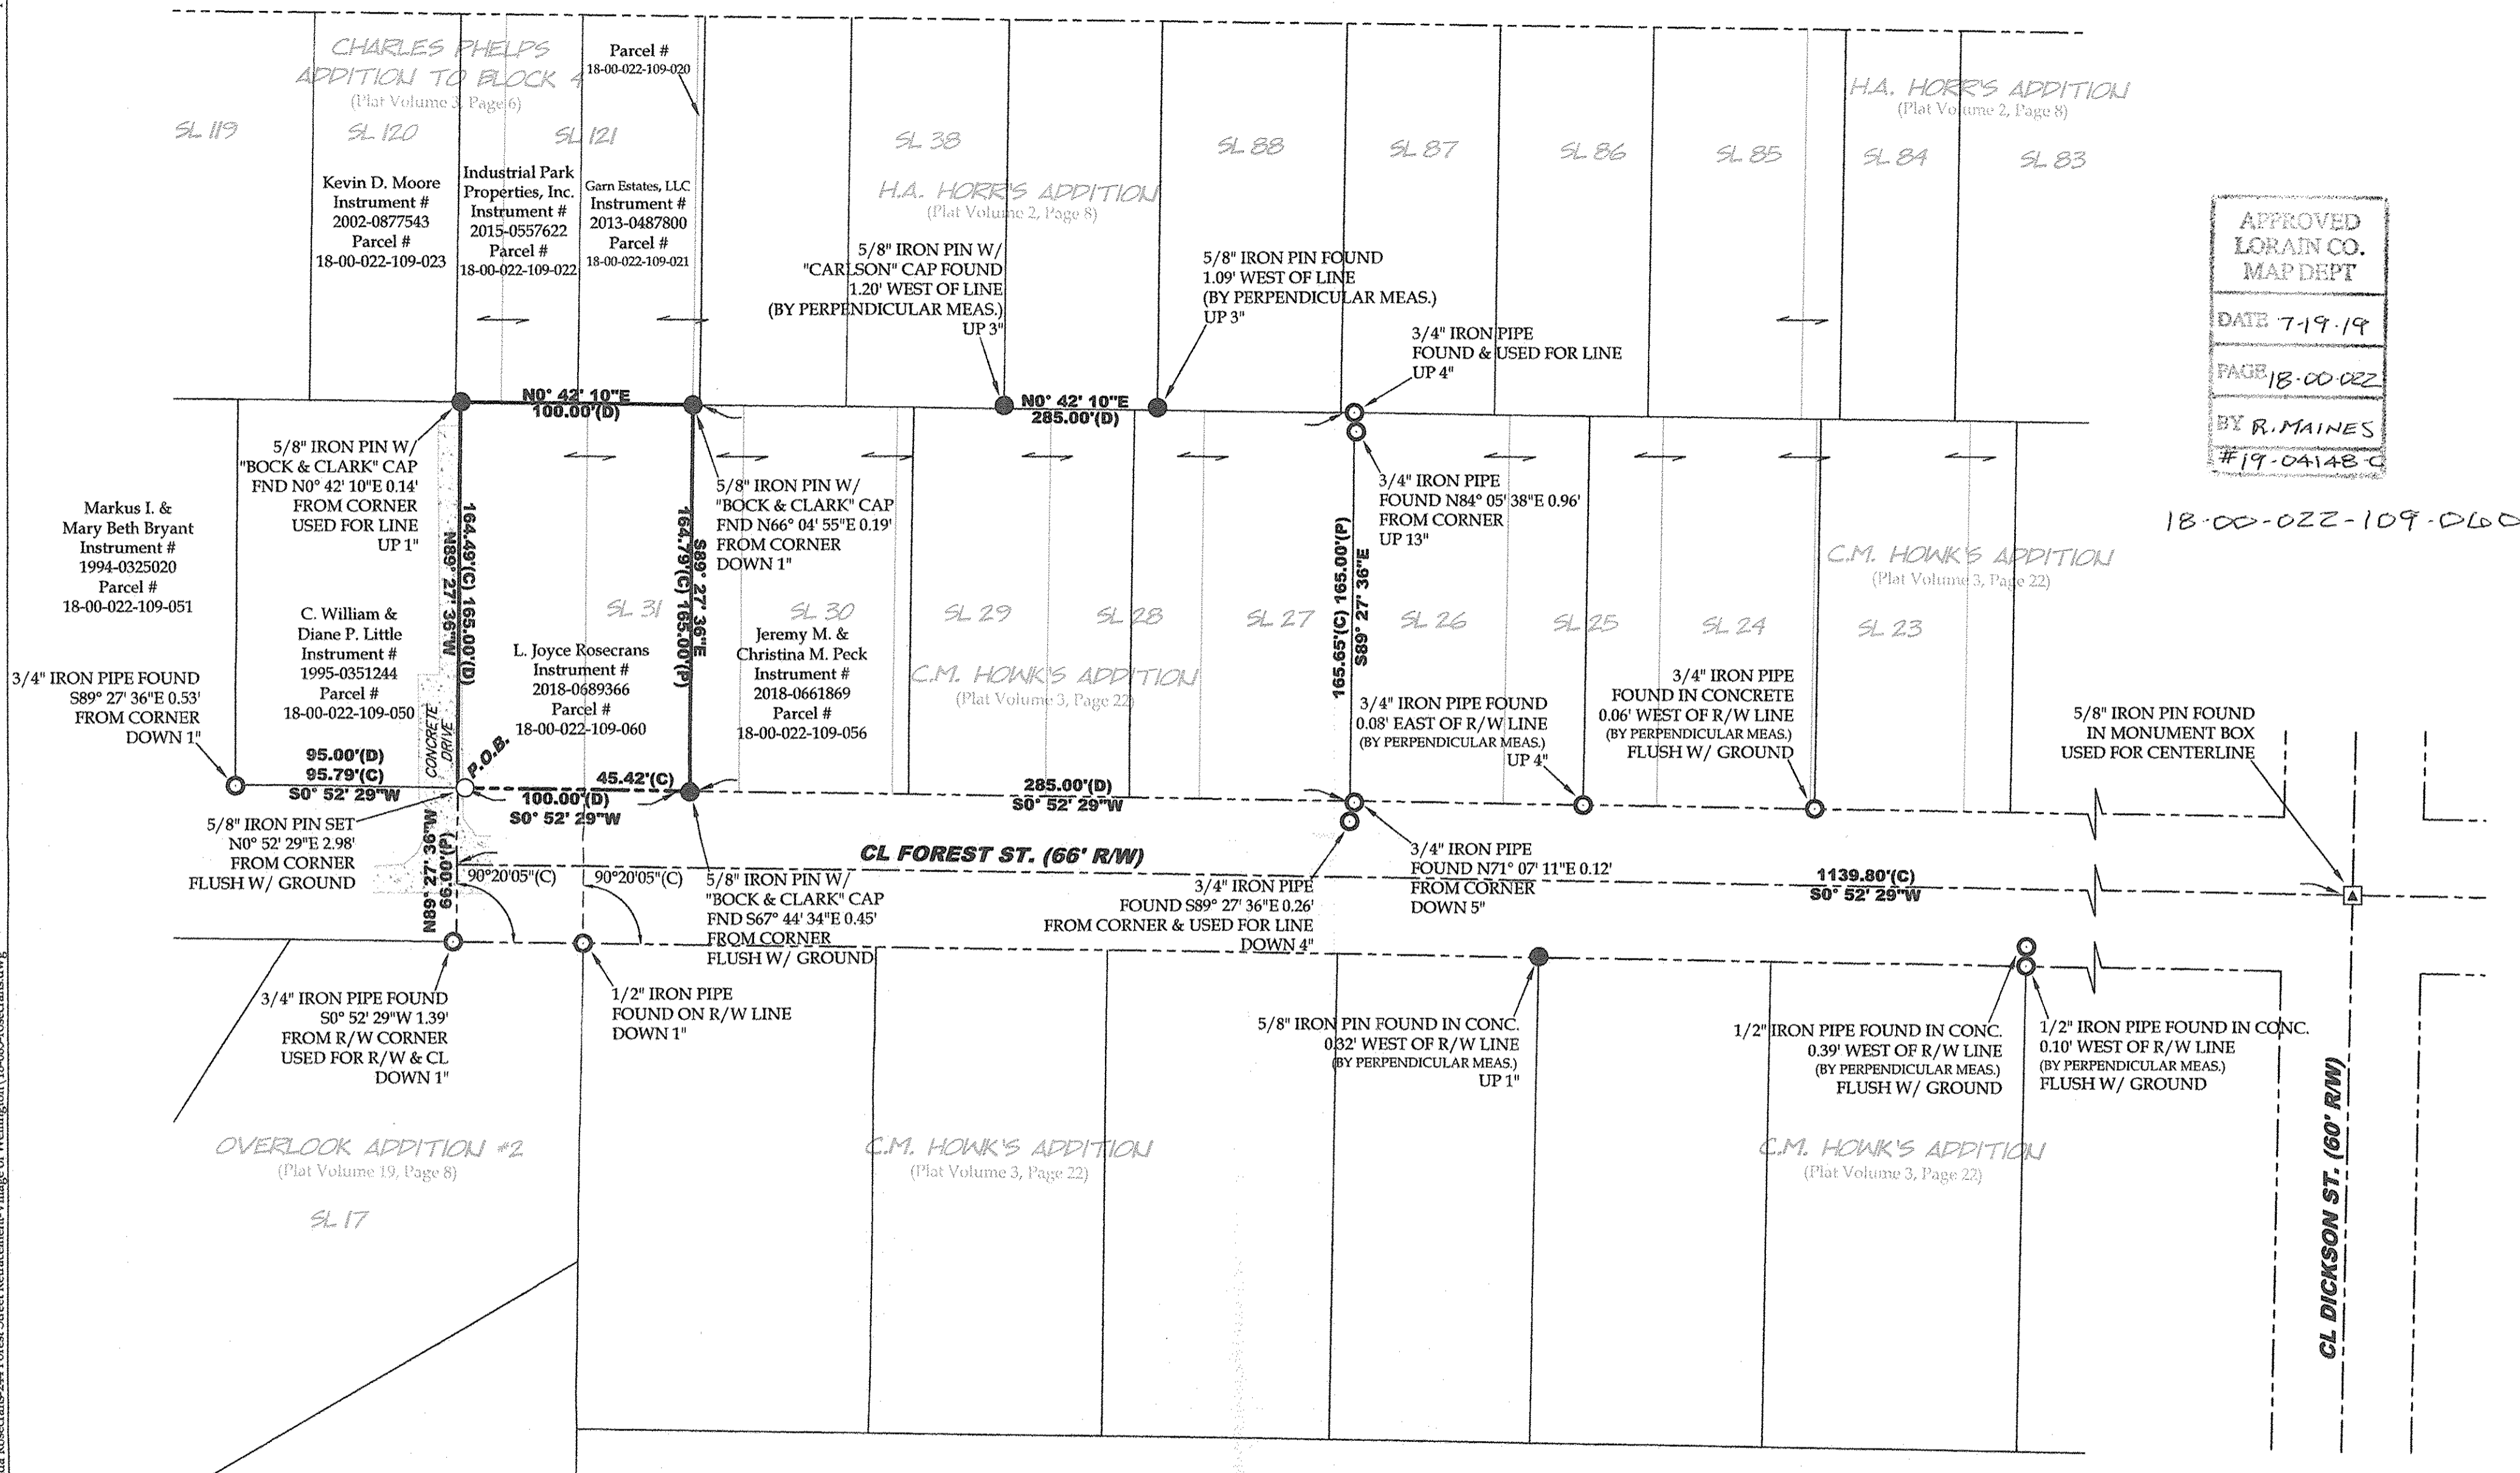 CHARLES PHELPS
ADDITION TO BLOCK 4
(Plat Volume 3, Page 6)
Parcel #
18-00-022-109-020
H.A. HORR'S ADDITION
(Plat Volume 2, Page 8)
SL 119
SL 120
SL 121
SL 38
SL 88
SL 87
SL 86
SL 85
SL 84
SL 83
Kevin D. Moore
Instrument #
2002-0877543
Parcel #
18-00-022-109-023
Industrial Park
Properties, Inc.
Instrument #
2015-0557622
Parcel #
18-00-022-109-022
Garn Estates, LLC
Instrument #
2013-0487800
Parcel #
18-00-022-109-021
H.A. HORR'S ADDITION
(Plat Volume 2, Page 8)
5/8" IRON PIN W/
"CARLSON" CAP FOUND
1.20' WEST OF LINE
(BY PERPENDICULAR MEAS.)
UP 3"
5/8" IRON PIN FOUND
1.09' WEST OF LINE
(BY PERPENDICULAR MEAS.)
UP 3"
3/4" IRON PIPE
FOUND & USED FOR LINE
UP 4"
APPROVED
LORAIN CO.
MAP DEPT
DATE 7-19-19
PAGE 18-00-022
BY R. MAINES
#19-04148-C
18-00-022-109-060
N0° 42' 10"E
100.00'(D)
N0° 42' 10"E
285.00'(D)
5/8" IRON PIN W/
"BOCK & CLARK" CAP
FND N0° 42' 10"E 0.14'
FROM CORNER
USED FOR LINE
UP 1"
5/8" IRON PIN W/
"BOCK & CLARK" CAP
FND N66° 04' 55"E 0.19'
FROM CORNER
DOWN 1"
3/4" IRON PIPE
FOUND N84° 05' 38"E 0.96'
FROM CORNER
UP 13"
Markus I. &
Mary Beth Bryant
Instrument #
1994-0325020
Parcel #
18-00-022-109-051
C. William &
Diane P. Little
Instrument #
1995-0351244
Parcel #
18-00-022-109-050
164.49'(C) 165.00'(D)
N89° 27' 36"W
L. Joyce Rosecrans
Instrument #
2018-0689366
Parcel #
18-00-022-109-060
S89° 27' 36"E
164.79'(C) 165.00'(P)
Jeremy M. &
Christina M. Peck
Instrument #
2018-0661869
Parcel #
18-00-022-109-056
SL 31
SL 30
SL 29
SL 28
SL 27
SL 26
SL 25
SL 24
SL 23
C.M. HOWK'S ADDITION
(Plat Volume 3, Page 22)
C.M. HOWK'S ADDITION
(Plat Volume 3, Page 22)
165.65'(C) 165.00'(P)
S89° 27' 36"E
3/4" IRON PIPE FOUND
S89° 27' 36"E 0.53'
FROM CORNER
DOWN 1"
CONCRETE
DRIVE
P.O.B.
95.00'(D)
95.79'(C)
S0° 52' 29"W
45.42'(C)
100.00'(D)
S0° 52' 29"W
285.00'(D)
S0° 52' 29"W
3/4" IRON PIPE FOUND
0.08' EAST OF R/W LINE
(BY PERPENDICULAR MEAS.)
UP 4"
3/4" IRON PIPE
FOUND IN CONCRETE
0.06' WEST OF R/W LINE
(BY PERPENDICULAR MEAS.)
FLUSH W/ GROUND
5/8" IRON PIN FOUND
IN MONUMENT BOX
USED FOR CENTERLINE
5/8" IRON PIN SET
N0° 52' 29"E 2.98'
FROM CORNER
FLUSH W/ GROUND
N89° 27' 36"W
66.00'(P)
90°20'05"(C)
90°20'05"(C)
CL FOREST ST. (66' R/W)
5/8" IRON PIN W/
"BOCK & CLARK" CAP
FND S67° 44' 34"E 0.45'
FROM CORNER
FLUSH W/ GROUND
3/4" IRON PIPE
FOUND S89° 27' 36"E 0.26'
FROM CORNER & USED FOR LINE
DOWN 4"
3/4" IRON PIPE
FOUND N71° 07' 11"E 0.12'
FROM CORNER
DOWN 5"
1139.80'(C)
S0° 52' 29"W
3/4" IRON PIPE FOUND
S0° 52' 29"W 1.39'
FROM R/W CORNER
USED FOR R/W & CL
DOWN 1"
1/2" IRON PIPE
FOUND ON R/W LINE
DOWN 1"
5/8" IRON PIN FOUND IN CONC.
0.32' WEST OF R/W LINE
(BY PERPENDICULAR MEAS.)
UP 1"
1/2" IRON PIPE FOUND IN CONC.
0.39' WEST OF R/W LINE
(BY PERPENDICULAR MEAS.)
FLUSH W/ GROUND
1/2" IRON PIPE FOUND IN CONC.
0.10' WEST OF R/W LINE
(BY PERPENDICULAR MEAS.)
FLUSH W/ GROUND
OVERLOOK ADDITION #2
(Plat Volume 19, Page 8)
SL 17
C.M. HOWK'S ADDITION
(Plat Volume 3, Page 22)
C.M. HOWK'S ADDITION
(Plat Volume 3, Page 22)
CL DICKSON ST. (60' R/W)